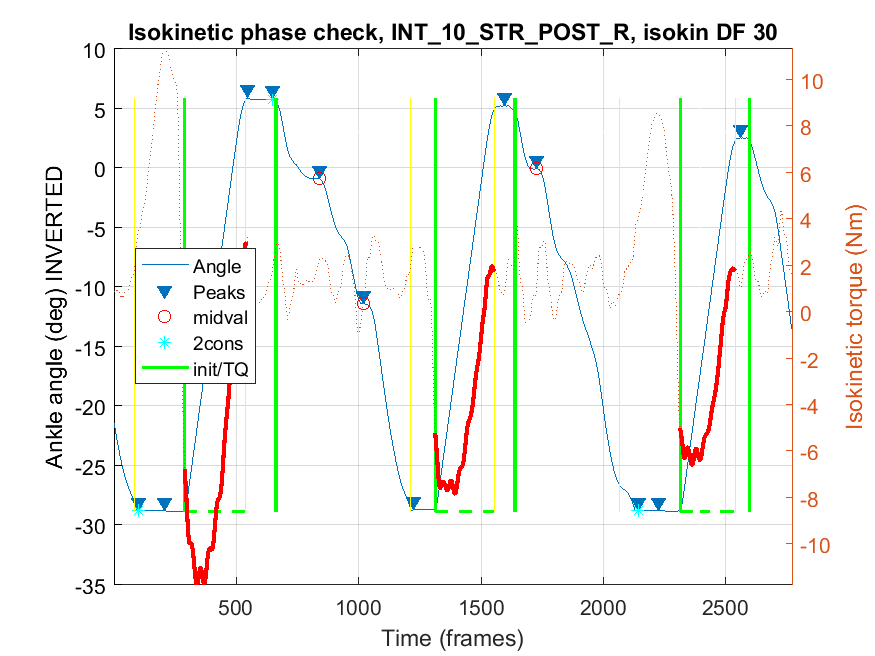 Isokinetic phase check, INT_10_STR_POST_R, isokin DF 30
10
5
0
-5
-10
-15
-20
-25
-30
-35
Ankle angle (deg) INVERTED
Angle
Peaks
midval
2cons
init/TQ
10
8
6
4
2
0
-2
-4
-6
-8
-10
Isokinetic torque (Nm)
500
1000
1500
2000
2500
Time (frames)